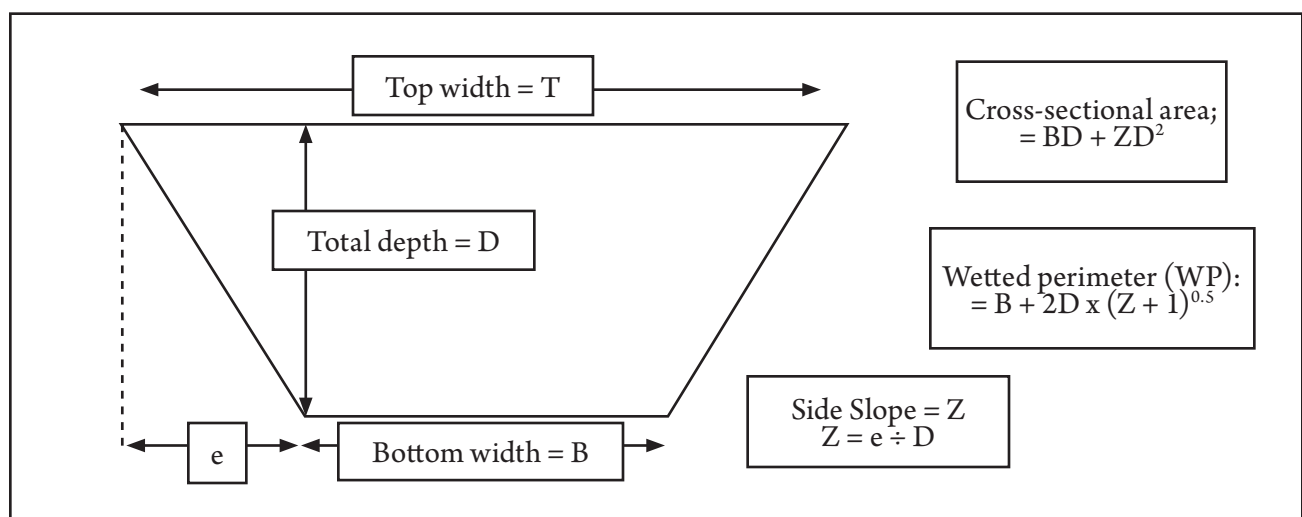 Top width = T
Cross-sectional area;
= BD + ZD²
Total depth = D
Wetted perimeter (WP):
= B + 2D x (Z + 1)⁰·⁵
Side Slope = Z
Z = e ÷ D
e
Bottom width = B